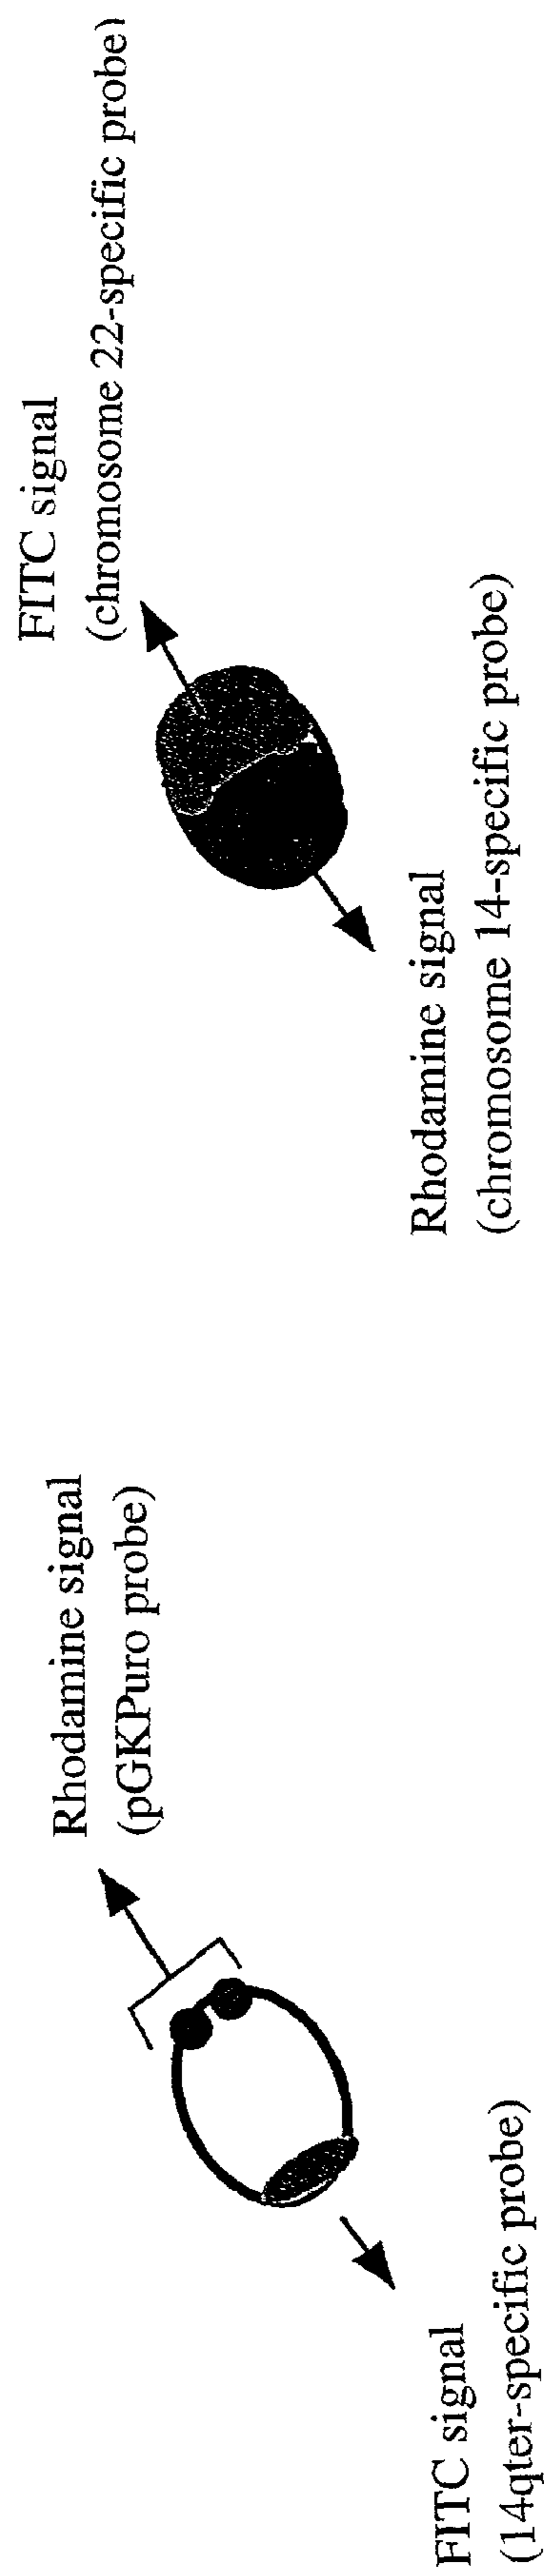 Rhodamine signal
(pGKPuro probe)
FITC signal
(14qter-specific probe)
FITC signal
(chromosome 22-specific probe)
Rhodamine signal
(chromosome 14-specific probe)